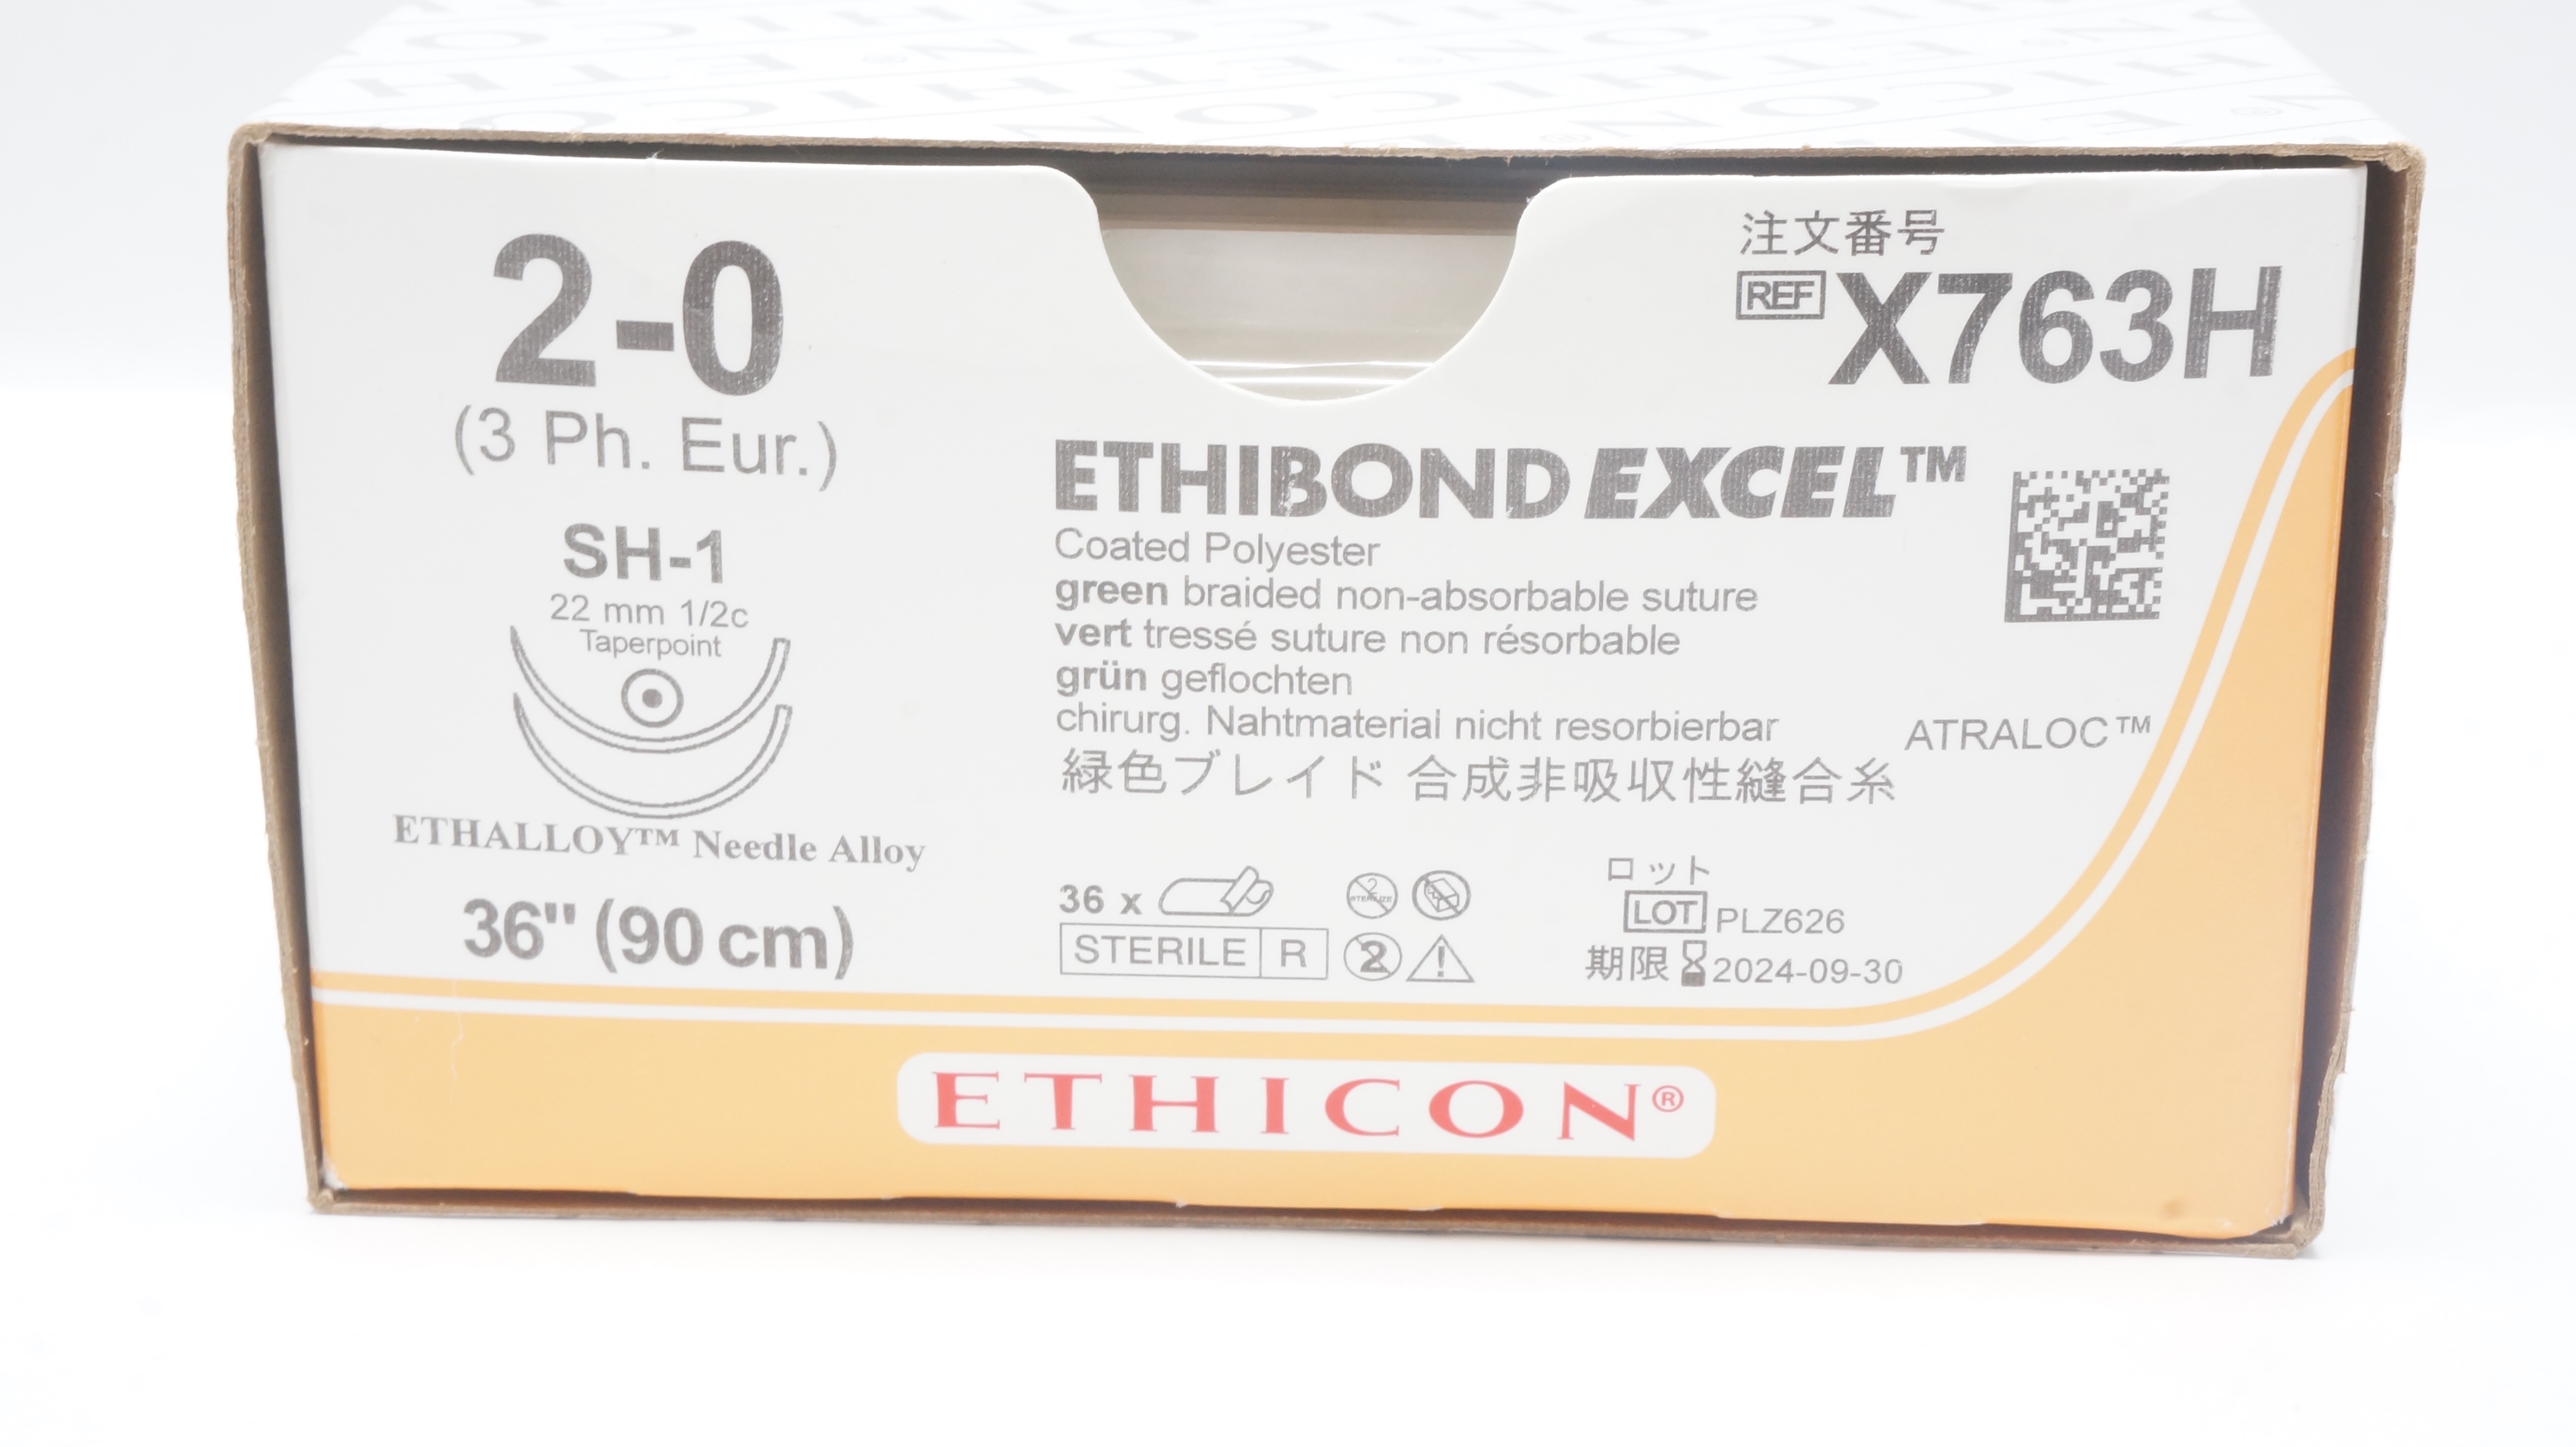 2-0
(3 Ph. Eur.)
SH-1
22 mm 1/2c
Taperpoint
ETHALLOY™ Needle Alloy
36" (90 cm)
注文番号
REF X763H
ETHIBOND EXCEL™
Coated Polyester
green braided non-absorbable suture
vert tressé suture non résorbable
grün geflochten
chirurg. Nahtmaterial nicht resorbierbar
緑色ブレイド 合成非吸収性縫合糸
ATRALOC™
36 x
STERILE R
2
ロット
LOT PLZ626
期限 2024-09-30
ETHICON®